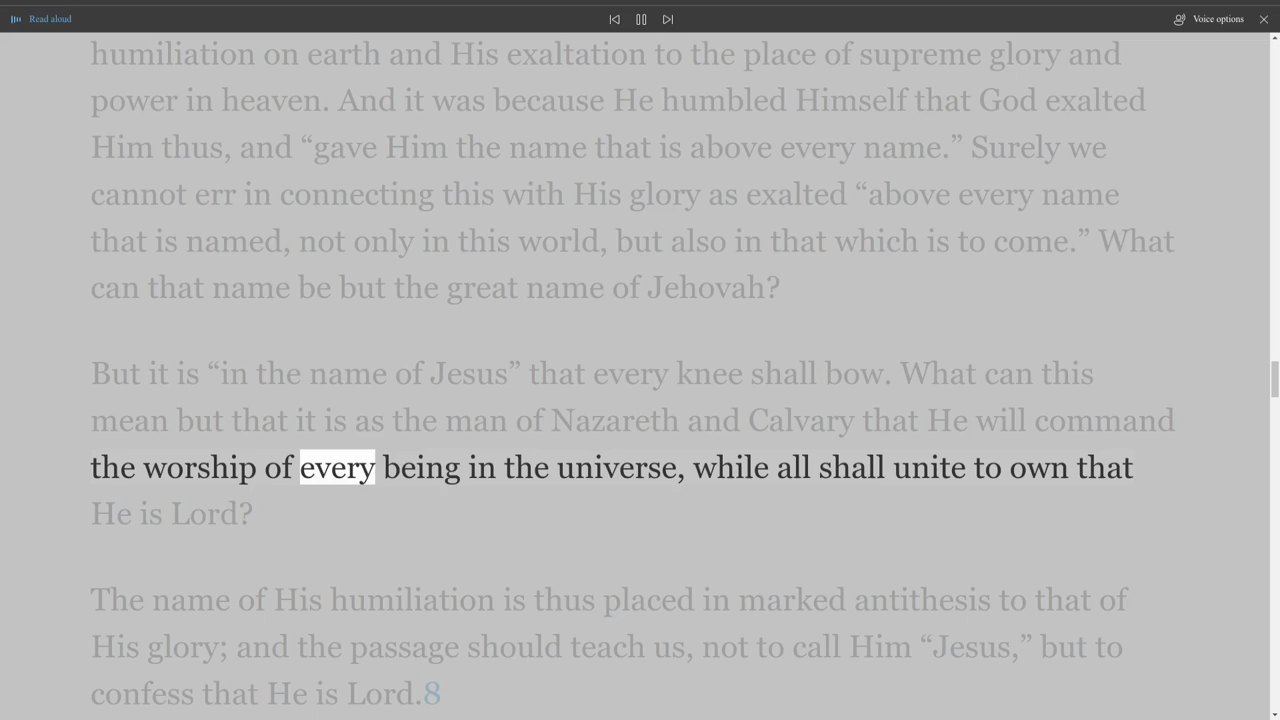 Read aloud
Voice options
humiliation on earth and His exaltation to the place of supreme glory and
power in heaven. And it was because He humbled Himself that God exalted
Him thus, and “gave Him the name that is above every name.” Surely we
cannot err in connecting this with His glory as exalted “above every name
that is named, not only in this world, but also in that which is to come.” What
can that name be but the great name of Jehovah?
But it is “in the name of Jesus” that every knee shall bow. What can this
mean but that it is as the man of Nazareth and Calvary that He will command
the worship of every being in the universe, while all shall unite to own that
He is Lord?
The name of His humiliation is thus placed in marked antithesis to that of
His glory; and the passage should teach us, not to call Him “Jesus,” but to
confess that He is Lord.8